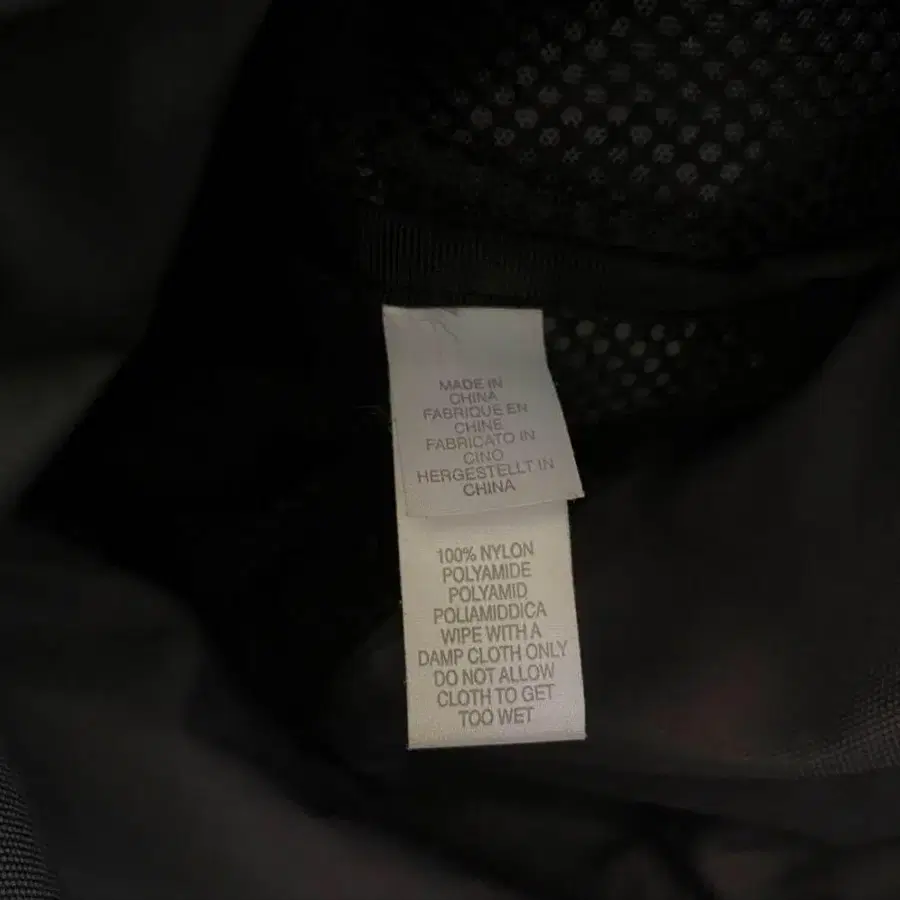 MADE IN
CHINA
FABRIQUE EN
CHINE
FABRICATO IN
CINO
HERGESTELLT IN
CHINA
100% NYLON
POLYAMIDE
POLYAMID
POLIAMIDDICA
WIPE WITH A
DAMP CLOTH ONLY
DO NOT ALLOW
CLOTH TO GET
TOO WET